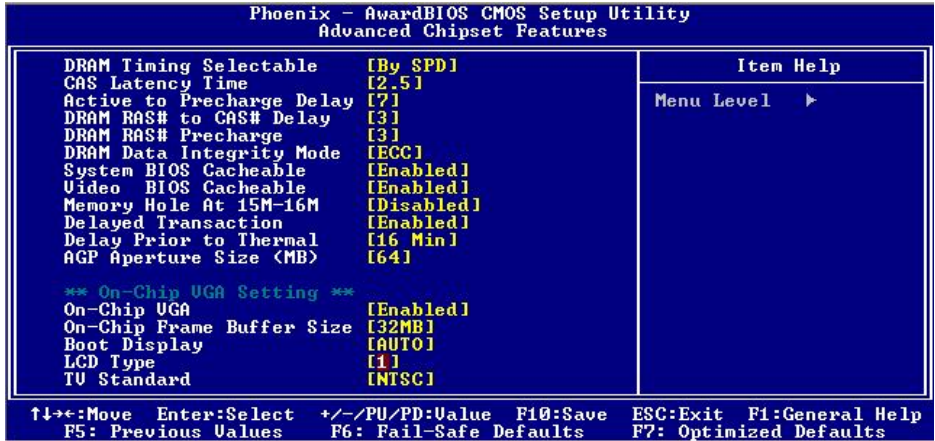 Phoenix - AwardBIOS CMOS Setup Utility
Advanced Chipset Features
DRAM Timing Selectable [By SPD]
CAS Latency Time [2.5]
Active to Precharge Delay [7]
DRAM RAS# to CAS# Delay [3]
DRAM RAS# Precharge [3]
DRAM Data Integrity Mode [ECC]
System BIOS Cacheable [Enabled]
Video BIOS Cacheable [Enabled]
Memory Hole At 15M-16M [Disabled]
Delayed Transaction [Enabled]
Delay Prior to Thermal [16 Min]
AGP Aperture Size (MB) [64]
** On-Chip VGA Setting **
On-Chip VGA [Enabled]
On-Chip Frame Buffer Size [32MB]
Boot Display [AUTO]
LCD Type [1]
TV Standard [NTSC]
Item Help
Menu Level ▶
↑↓→←:Move Enter:Select +/-/PU/PD:Value F10:Save ESC:Exit F1:General Help
F5: Previous Values F6: Fail-Safe Defaults F7: Optimized Defaults